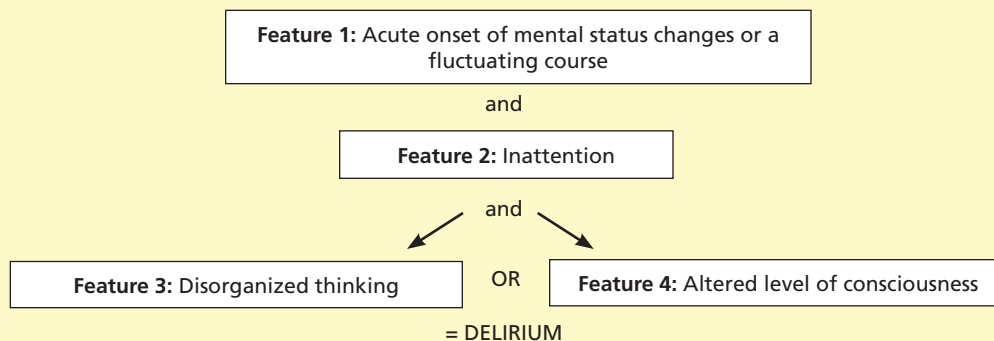 Feature 1: Acute onset of mental status changes or a
fluctuating course
and
Feature 2: Inattention
and
Feature 3: Disorganized thinking
OR
Feature 4: Altered level of consciousness
= DELIRIUM